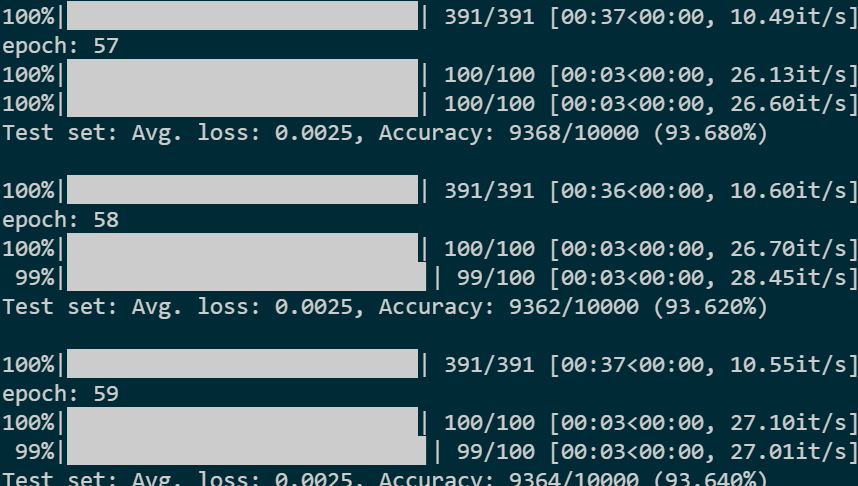 100%| | 391/391 [00:37<00:00, 10.49it/s]
epoch: 57
100%| | 100/100 [00:03<00:00, 26.13it/s]
100%| | 100/100 [00:03<00:00, 26.60it/s]
Test set: Avg. loss: 0.0025, Accuracy: 9368/10000 (93.680%)
100%| | 391/391 [00:36<00:00, 10.60it/s]
epoch: 58
100%| | 100/100 [00:03<00:00, 26.70it/s]
99%| | 99/100 [00:03<00:00, 28.45it/s]
Test set: Avg. loss: 0.0025, Accuracy: 9362/10000 (93.620%)
100%| | 391/391 [00:37<00:00, 10.55it/s]
epoch: 59
100%| | 100/100 [00:03<00:00, 27.10it/s]
99%| | 99/100 [00:03<00:00, 27.01it/s]
Test set: Avg. loss: 0.0025, Accuracy: 9364/10000 (93.640%)